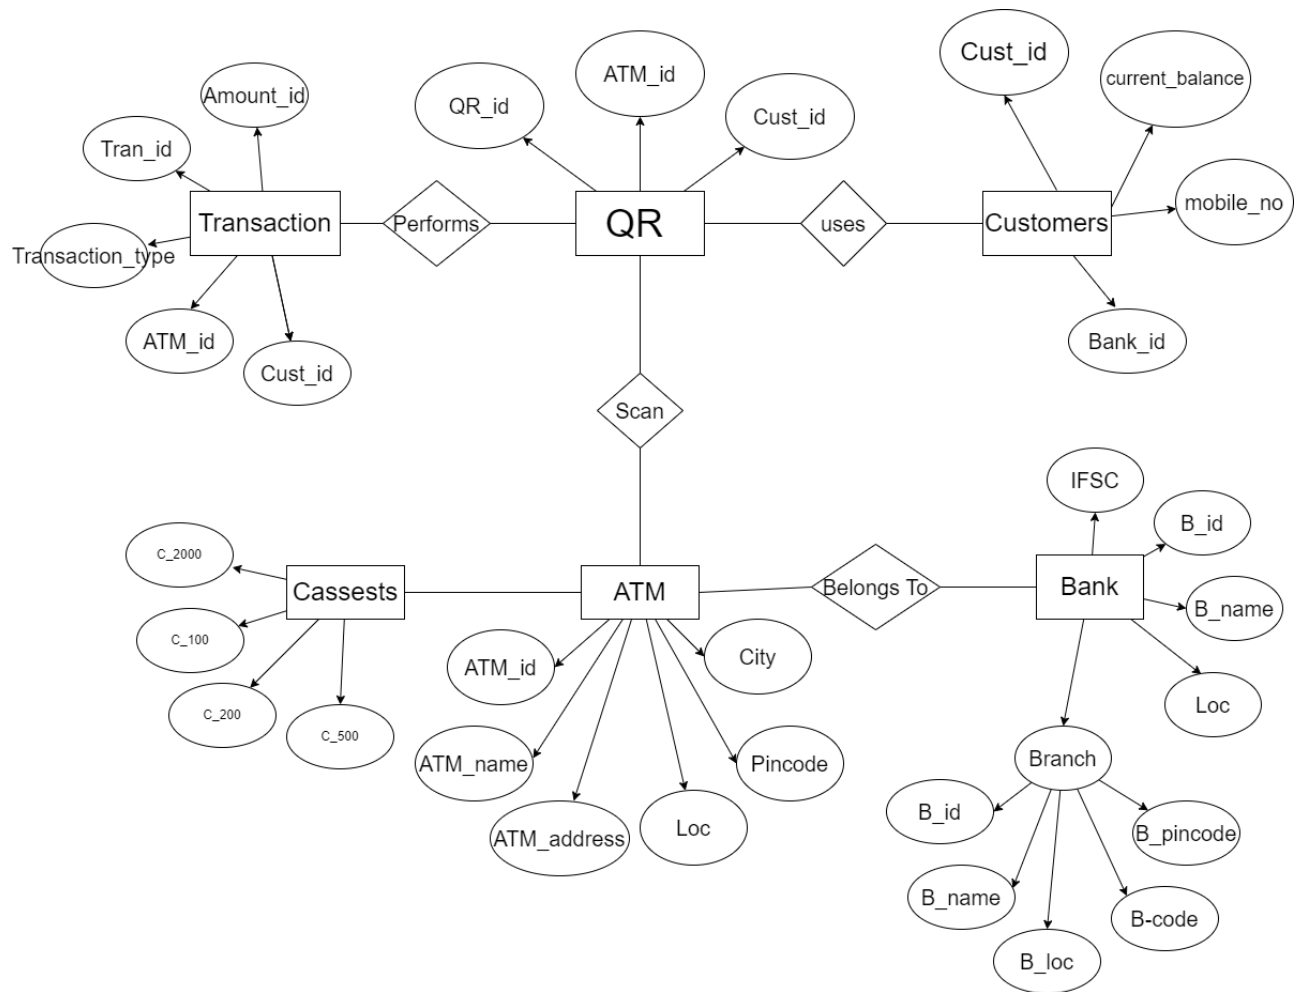 Cust_id
ATM_id
current_balance
Amount_id
QR_id
Cust_id
Tran_id
mobile_no
Transaction
Performs
QR
uses
Customers
Transaction_type
ATM_id
Cust_id
Bank_id
Scan
IFSC
B_id
C_2000
Cassests
ATM
Belongs To
Bank
B_name
C_100
City
ATM_id
C_200
Loc
C_500
ATM_name
Pincode
Branch
B_id
Loc
B_pincode
ATM_address
B_name
B-code
B_loc